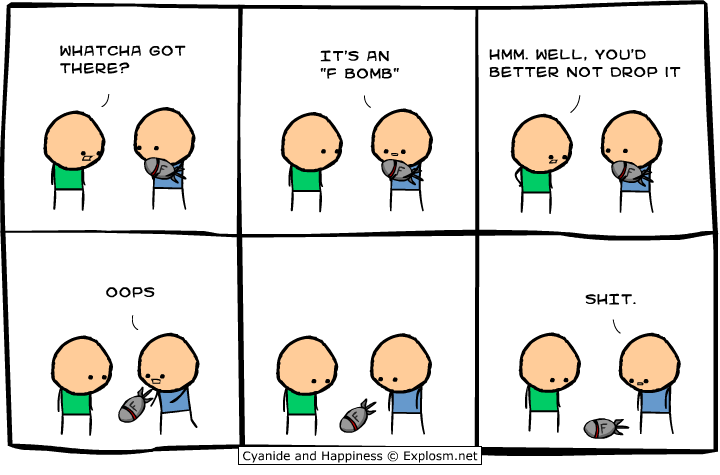 WHATCHA GOT
THERE?
IT'S AN
"F BOMB"
HMM. WELL, YOU'D
BETTER NOT DROP IT
F
F
F
OOPS
F
F
SHIT.
F
Cyanide and Happiness © Explosm.net